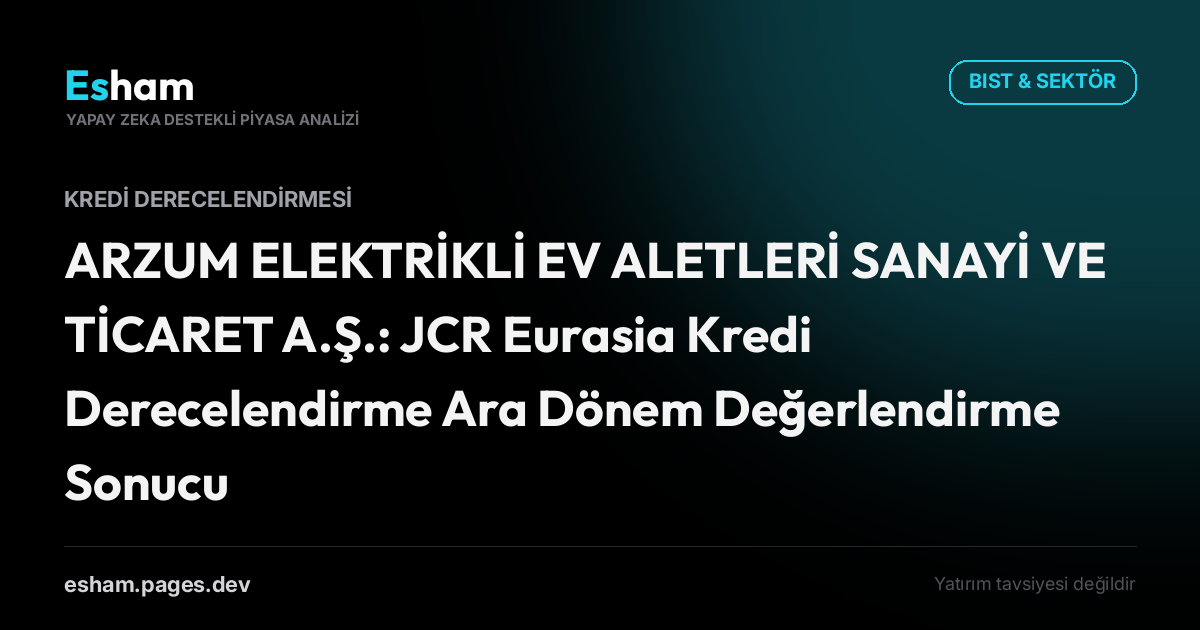 Esham
YAPAY ZEKA DESTEKLİ PİYASA ANALİZİ
BIST & SEKTÖR
KREDİ DERECELENDİRMESİ
ARZUM ELEKTRİKLİ EV ALETLERİ SANAYİ VE
TİCARET A.Ş.: JCR Eurasia Kredi
Derecelendirme Ara Dönem Değerlendirme
Sonucu
esham.pages.dev
Yatırım tavsiyesi değildir